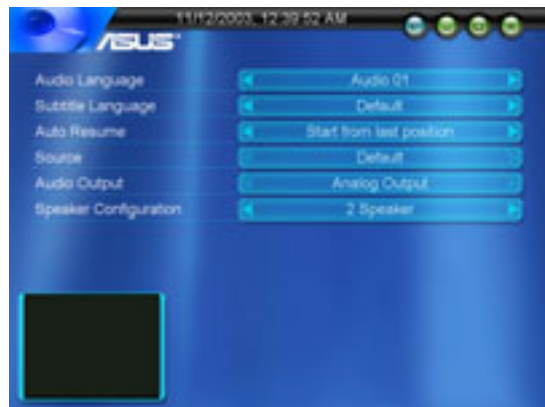 11/12/2003, 12:39:52 AM
ASUS
Audio Language Audio 01
Subtitle Language Default
Auto Resume Start from last position
Source Default
Audio Output Analog Output
Speaker Configuration 2 Speaker